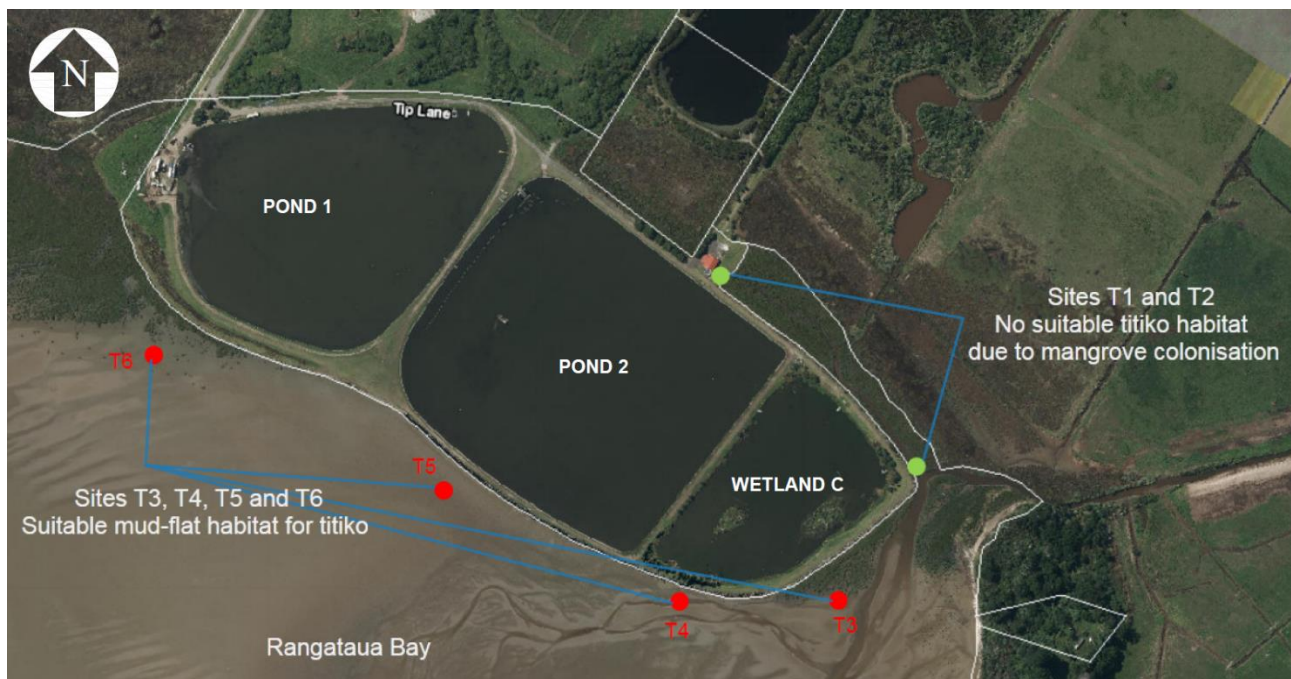 N
Tip Lane
POND 1
POND 2
Sites T1 and T2
No suitable titiko habitat
due to mangrove colonisation
T6
T5
WETLAND C
Sites T3, T4, T5 and T6
Suitable mud-flat habitat for titiko
T4
T3
Rangataua Bay